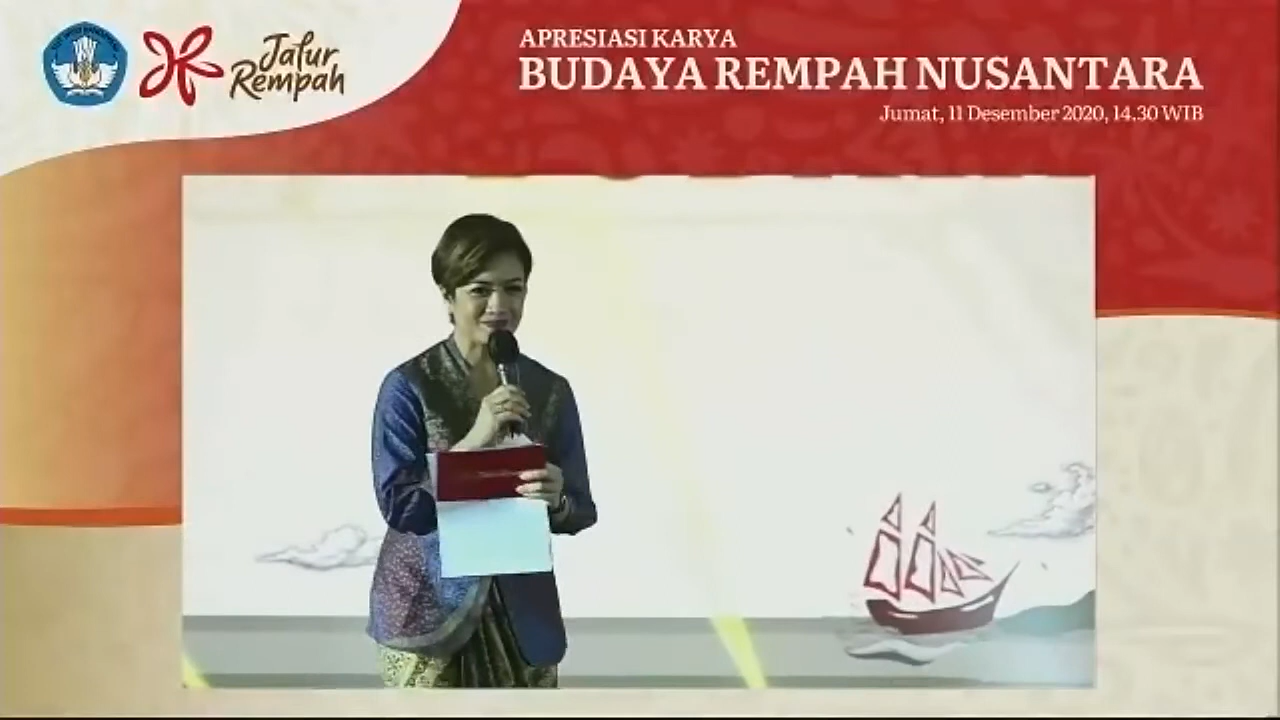 Jalur
Rempah
APRESIASI KARYA
BUDAYA REMPAH NUSANTARA
Jumat, 11 Desember 2020, 14.30 WIB